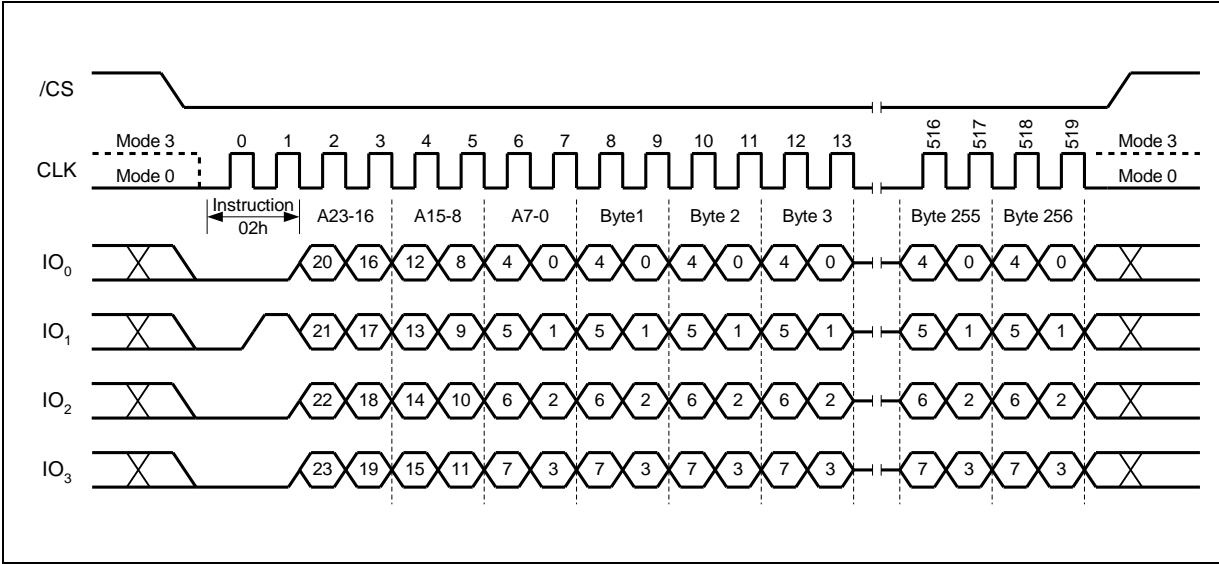 /CS
Mode 3 0 1 2 3 4 5 6 7 8 9 10 11 12 13 516 517 518 519 Mode 3
CLK
Mode 0 Mode 0
Instruction A23-16 A15-8 A7-0 Byte1 Byte 2 Byte 3 Byte 255 Byte 256
02h
IO0 20 16 12 8 4 0 4 0 4 0 4 0 4 0 4 0
IO1 21 17 13 9 5 1 5 1 5 1 5 1 5 1 5 1
IO2 22 18 14 10 6 2 6 2 6 2 6 2 6 2 6 2
IO3 23 19 15 11 7 3 7 3 7 3 7 3 7 3 7 3